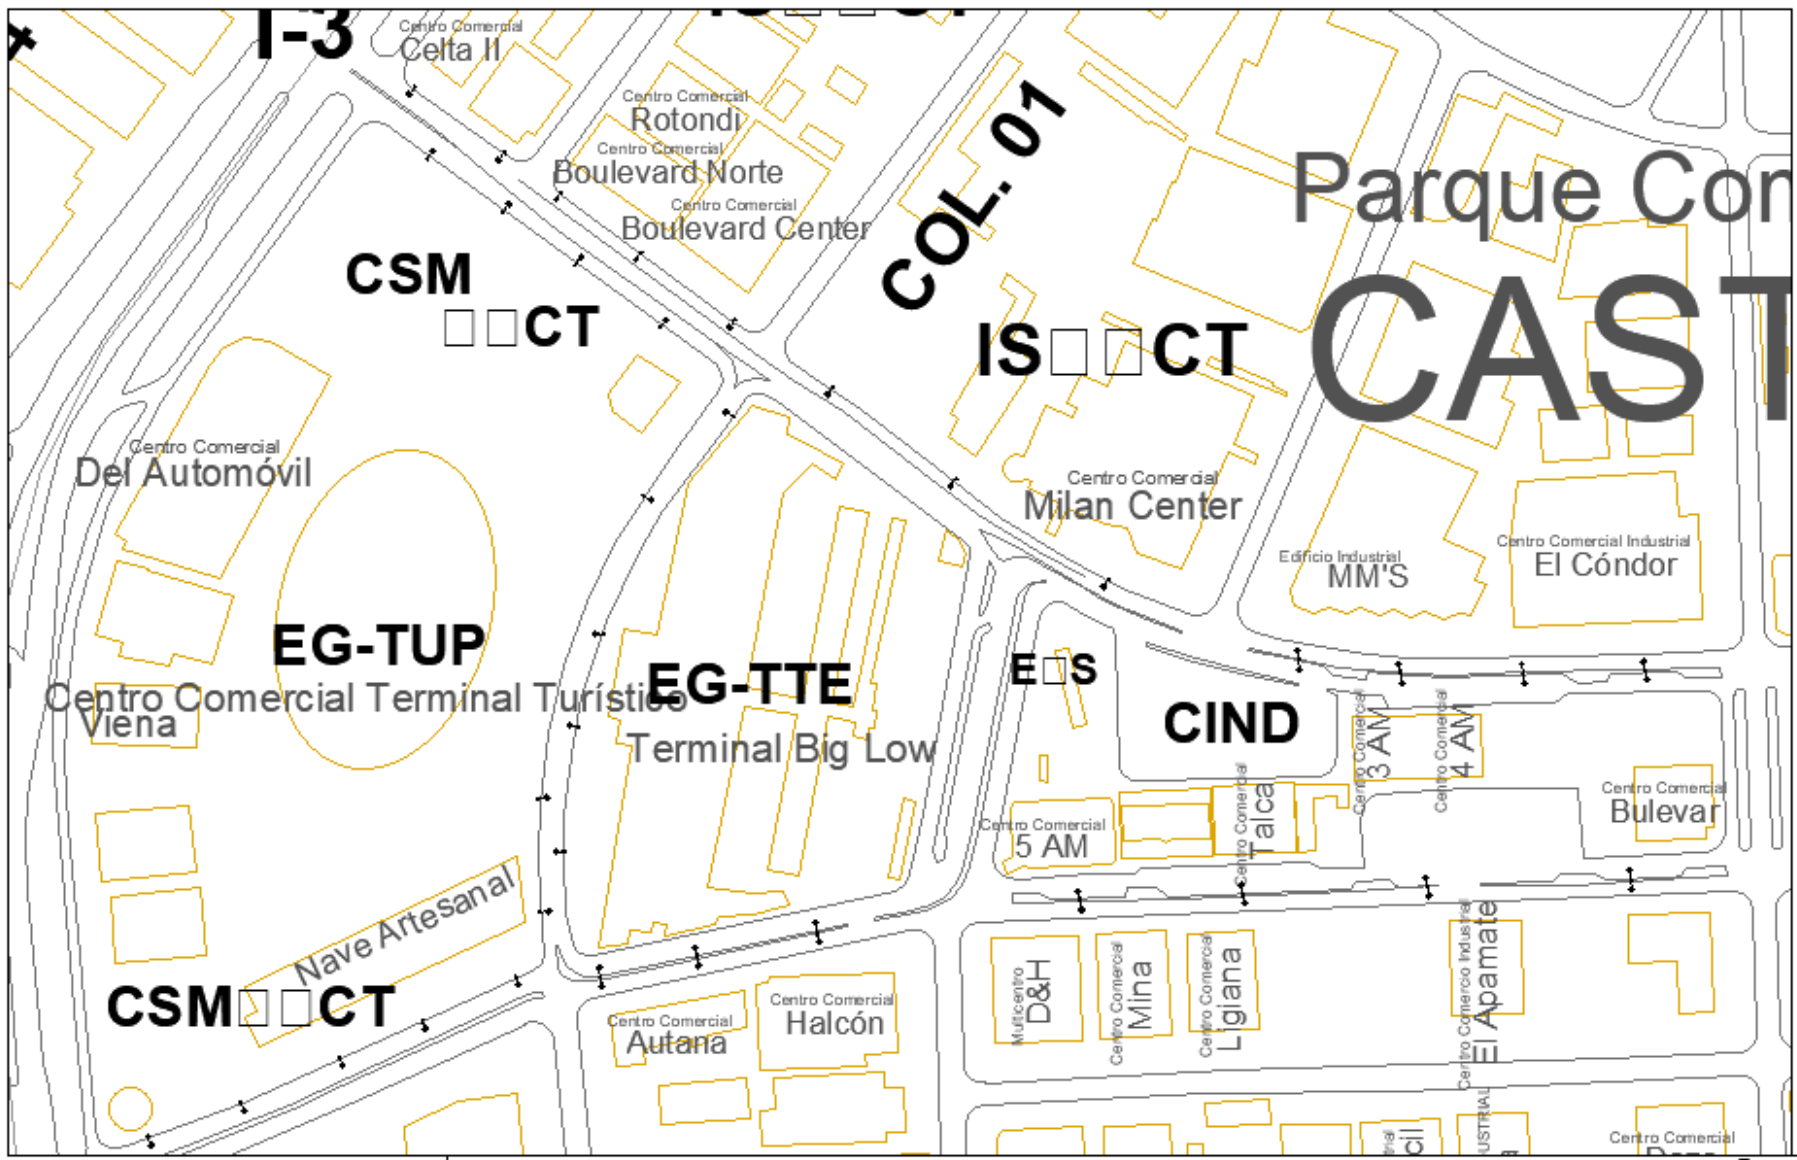 T-3
Centro Comercial
Celta II
Centro Comercial
Rotondi
Centro Comercial
Boulevard Norte
Centro Comercial
Boulevard Center
COL. 01
Parque Con
CAST
CSM
□□CT
IS□□CT
Centro Comercial
Del Automóvil
Centro Comercial
Milan Center
Edificio Industrial
MM'S
Centro Comercial Industrial
El Cóndor
EG-TUP
Centro Comercial Terminal Turístico
Viena
EG-TTE
Terminal Big Low
E□S
CIND
Centro Comercial
3 AM
Centro Comercial
4 AM
Centro Comercial
Bulevar
Centro Comercial
5 AM
Centro Comercial
Talca
Nave Artesanal
CSM□□CT
Centro Comercial
Autana
Centro Comercial
Halcón
Multicentro
D&H
Centro Comercial
Mina
Centro Comercial
Ligiana
Centro Comercio Industrial
El Apamate
Centro Comercial